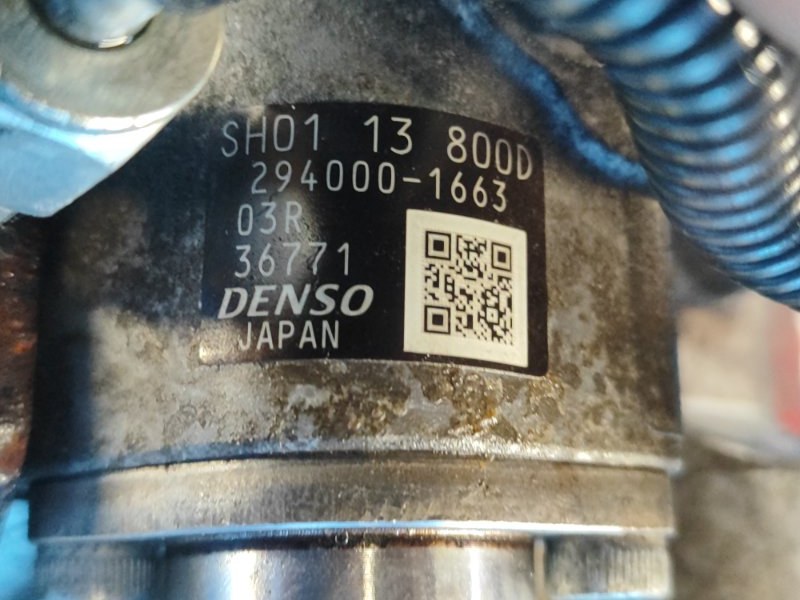 SH01 13 800D
294000-1663
03R
36771
DENSO
JAPAN